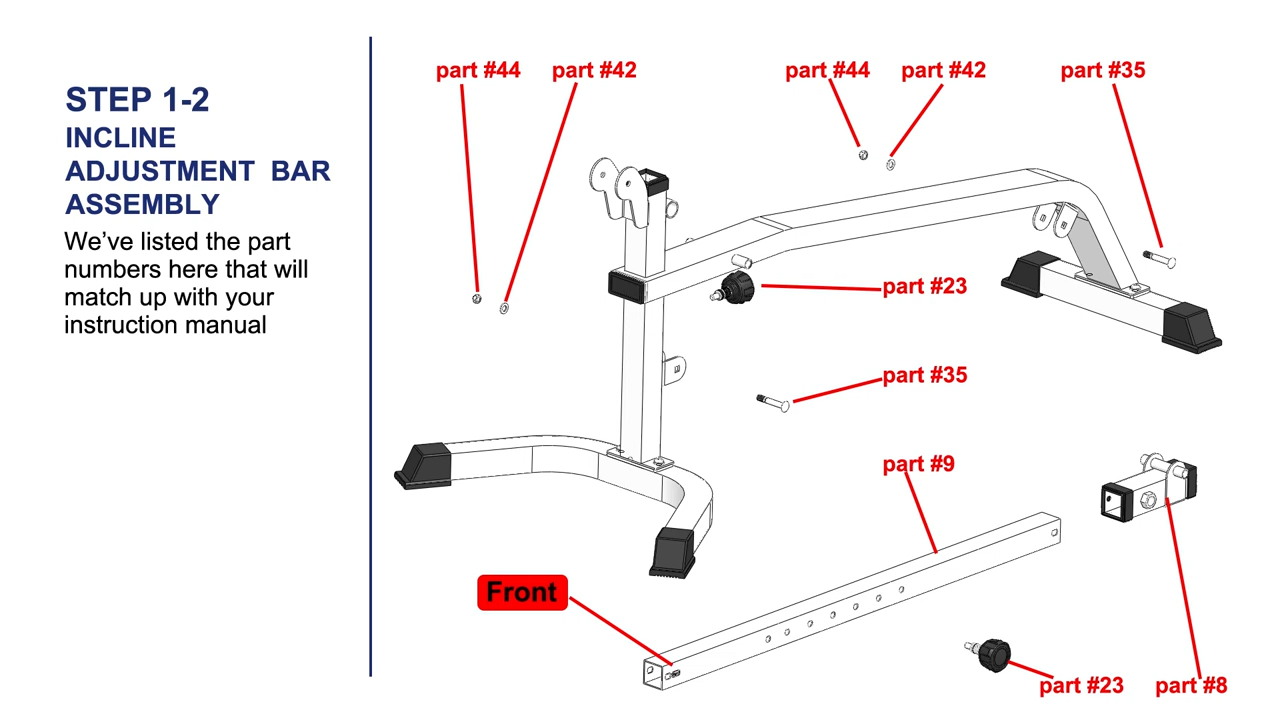 STEP 1-2
INCLINE
ADJUSTMENT BAR
ASSEMBLY
We've listed the part
numbers here that will
match up with your
instruction manual
part #44
part #42
part #44
part #42
part #35
part #23
part #35
part #9
Front
part #23
part #8